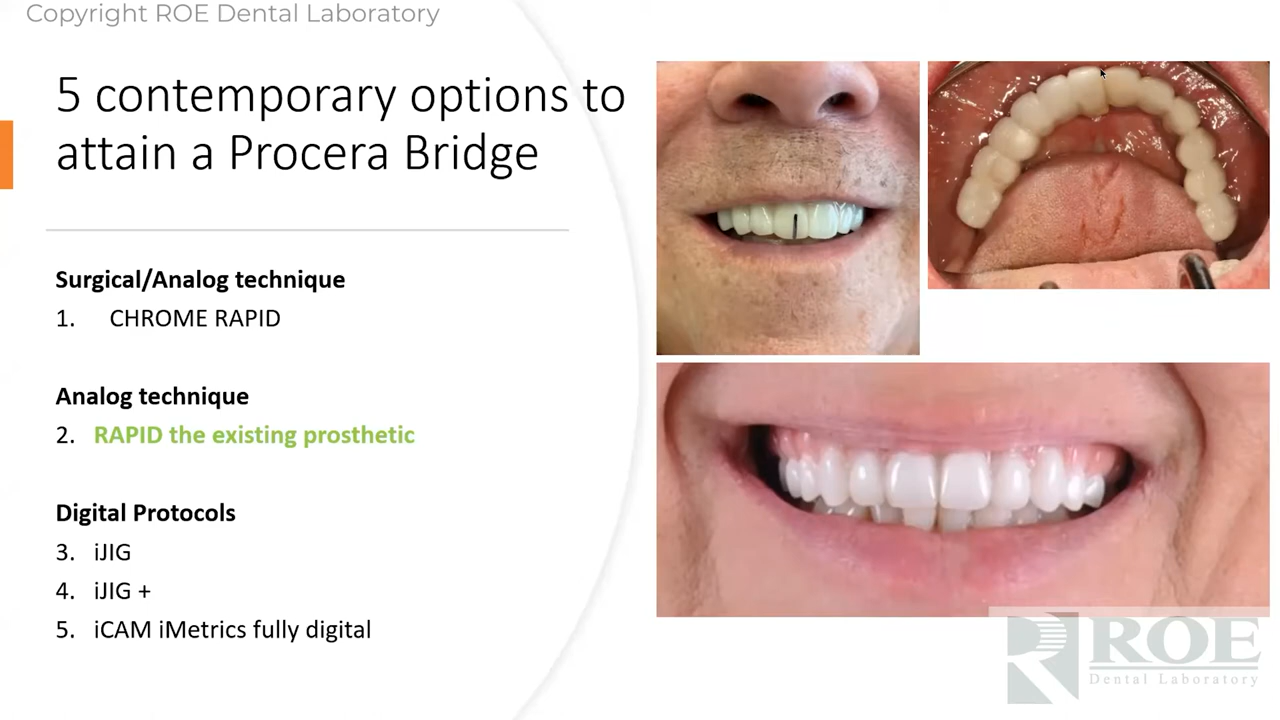 Copyright ROE Dental Laboratory
5 contemporary options to
attain a Procera Bridge
Surgical/Analog technique
1. CHROME RAPID
Analog technique
2. RAPID the existing prosthetic
Digital Protocols
3. iJIG
4. iJIG +
5. iCAM iMetrics fully digital
ROE
Dental Laboratory